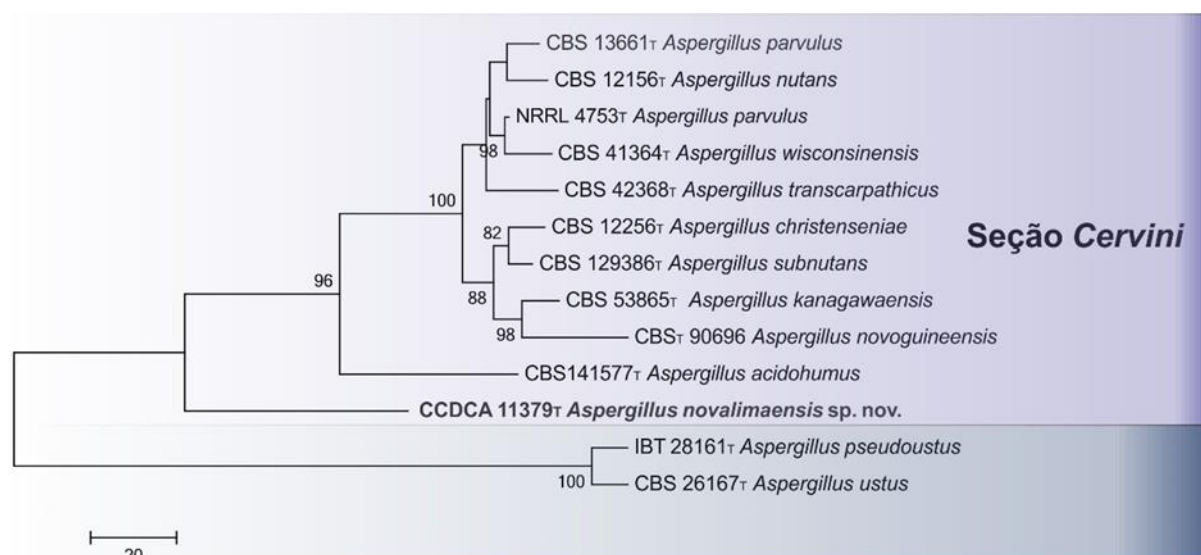 CBS 13661T Aspergillus parvulus
CBS 12156T Aspergillus nutans
NRRL 4753T Aspergillus parvulus
98
CBS 41364T Aspergillus wisconsinensis
CBS 42368T Aspergillus transcarpathicus
100
CBS 12256T Aspergillus christenseniae
82
Seção Cervini
CBS 129386T Aspergillus subnutans
96
88
CBS 53865T Aspergillus kanagawaensis
98
CBST 90696 Aspergillus novoguineensis
CBS141577T Aspergillus acidohumus
CCDCA 11379T Aspergillus novalimaensis sp. nov.
IBT 28161T Aspergillus pseudoustus
100
CBS 26167T Aspergillus ustus
20